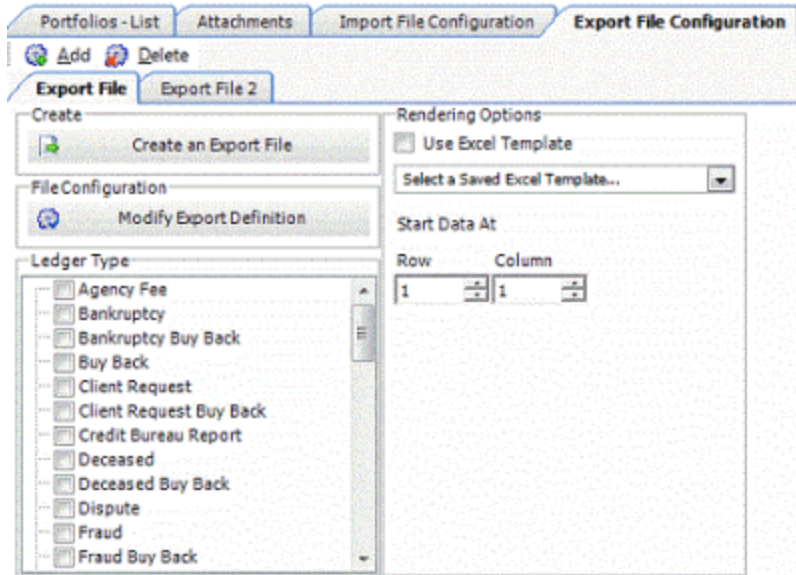 Portfolios - List Attachments Import File Configuration Export File Configuration
Add Delete
Export File Export File 2
Create
Create an Export File
File Configuration
Modify Export Definition
Ledger Type
Agency Fee
Bankruptcy
Bankruptcy Buy Back
Buy Back
Client Request
Client Request Buy Back
Credit Bureau Report
Deceased
Deceased Buy Back
Dispute
Fraud
Fraud Buy Back
Rendering Options
Use Excel Template
Select a Saved Excel Template...
Start Data At
Row Column
1 1